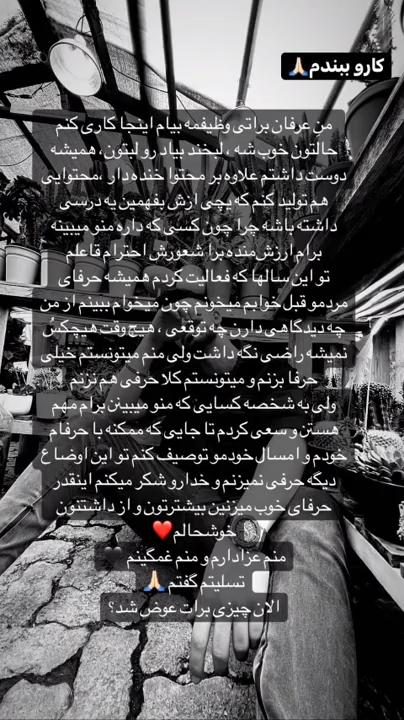 کارو ببندم🙏🏻
من عرفان براتی وظیفمه بیام اینجا کاری کنم
حالتون خوب شه ، لبخند بیاد رو لبتون، همیشه
دوست داشتم علاوه بر محتوا خنده دار ،محتوایی
هم تولید کنم که یچی ازش بفهمین یه درسی
داشته باشه چرا چون کسی که داره منو میبینه
برام ارزش‌منده برا شعورش احترام قاعلم
تو این سالها که فعالیت کردم همیشه حرفای
مردمو قبل خوابم میخونم چون میخوام ببینم از من
چه دیدگاهی دارن چه توقعی ، هیچ وقت هیچکس
نمیشه راضی نگه داشت ولی منم میتونستم خیلی
حرفا بزنم و میتونستم کلا حرفی هم نزنم
ولی به شخصه کسایی که منو میبین برام مهم
هستن و سعی کردم تا جایی که ممکنه با حرفام
خودم و امسال خودمو توصیف کنم تو این اوضاع
دیگه حرفی نمیزنم و خدارو شکر میکنم اینقدر
حرفای خوب میزنین بیشترتون و از داشتنتون
خوشحالم❤️
منم عزادارم و منم غمگینم🖤
تسلیتم گفتم🙏🏻
الان چیزی برات عوض شد؟